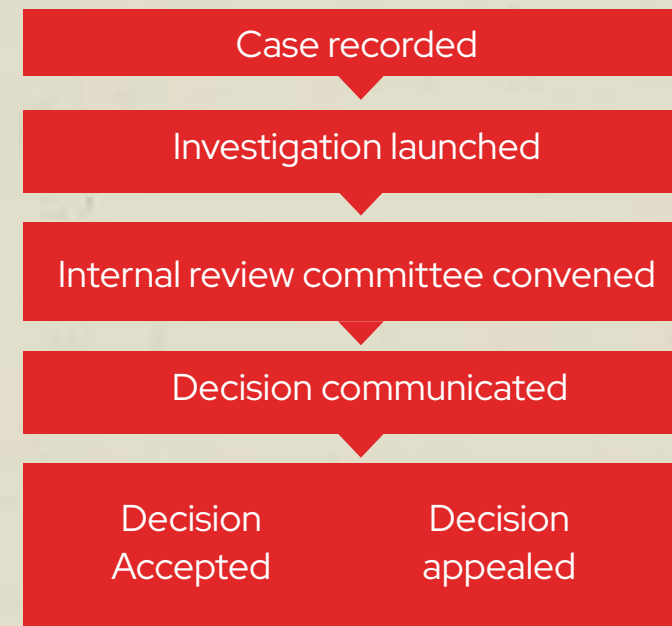 Case recorded
Investigation launched
Internal review committee convened
Decision communicated
Decision
Accepted
Decision
appealed